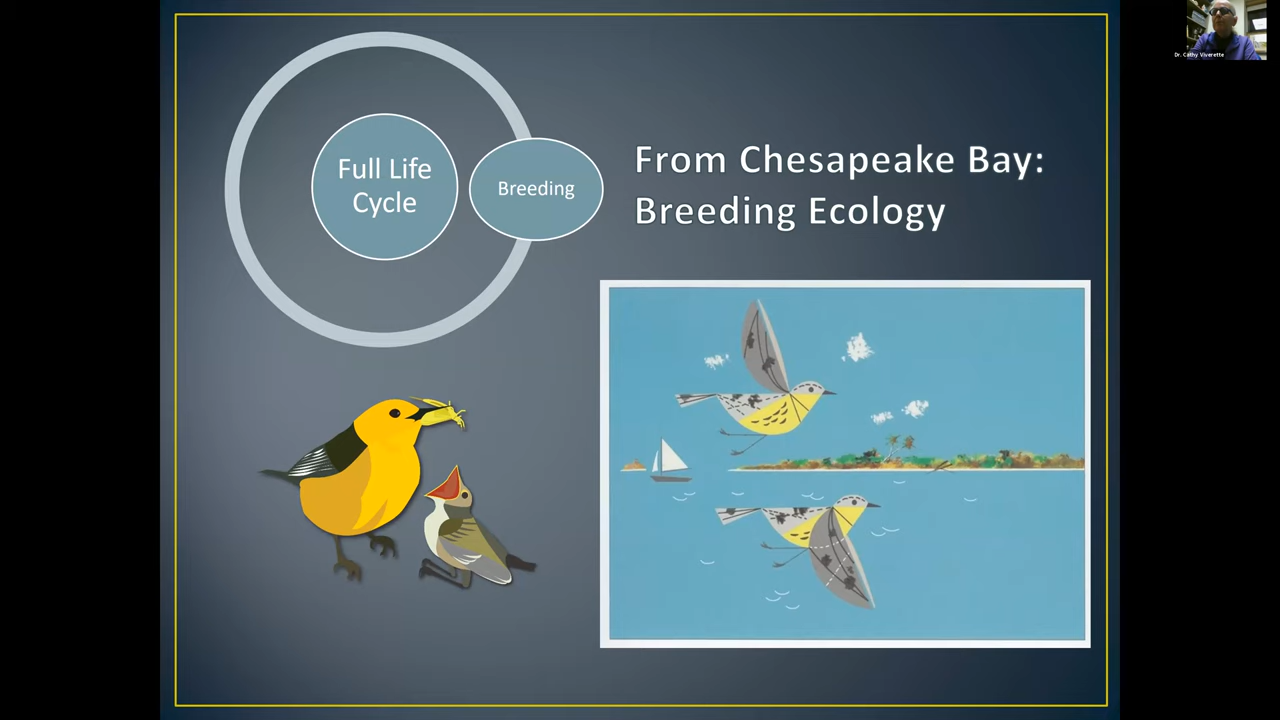 Full Life
Cycle
Breeding
From Chesapeake Bay:
Breeding Ecology
Dr. Cathy Viverette